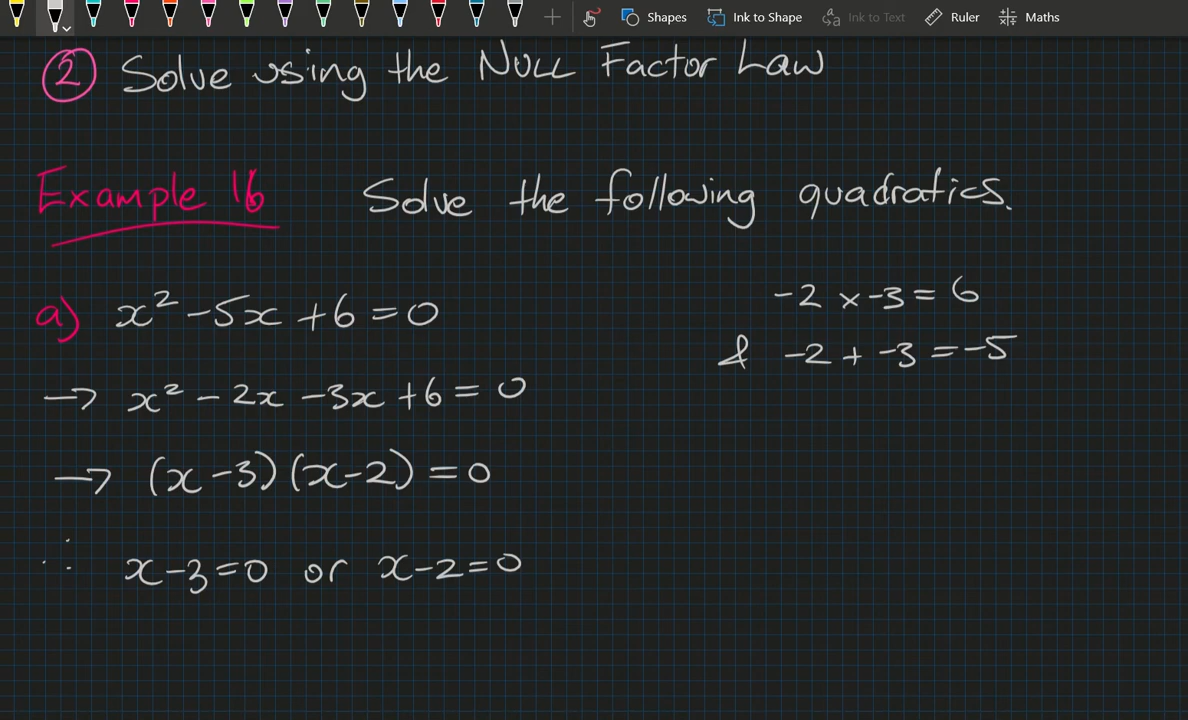 Shapes Ink to Shape Ink to Text Ruler Maths
② Solve using the NULL Factor Law
Example 16 Solve the following quadratics.
a) x² -5x +6 = 0
-2 × -3 = 6
& -2 + -3 = -5
→ x² - 2x -3x +6 = 0
→ (x -3)(x-2) = 0
∴ x-3=0 or x-2=0